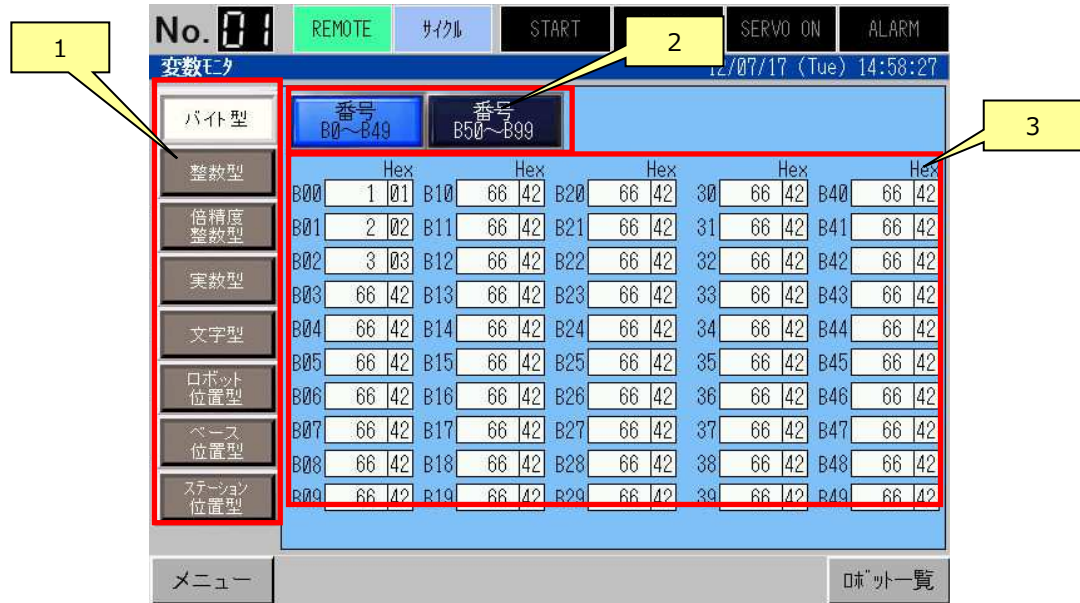 No. 01 REMOTE サイクル START SERVO ON ALARM
変数モニタ 12/07/17 (Tue) 14:58:27
1
2
3
バイト型
整数型
倍精度
整数型
実数型
文字型
ロボット
位置型
ベース
位置型
ステーション
位置型
番号
B0～B49
番号
B50～B99
Hex Hex Hex Hex Hex
B00 1 01 B10 66 42 B20 66 42 30 66 42 B40 66 42
B01 2 02 B11 66 42 B21 66 42 31 66 42 B41 66 42
B02 3 03 B12 66 42 B22 66 42 32 66 42 B42 66 42
B03 66 42 B13 66 42 B23 66 42 33 66 42 B43 66 42
B04 66 42 B14 66 42 B24 66 42 34 66 42 B44 66 42
B05 66 42 B15 66 42 B25 66 42 35 66 42 B45 66 42
B06 66 42 B16 66 42 B26 66 42 36 66 42 B46 66 42
B07 66 42 B17 66 42 B27 66 42 37 66 42 B47 66 42
B08 66 42 B18 66 42 B28 66 42 38 66 42 B48 66 42
B09 66 42 B19 66 42 B29 66 42 39 66 42 B49 66 42
メニュー ロボット一覧